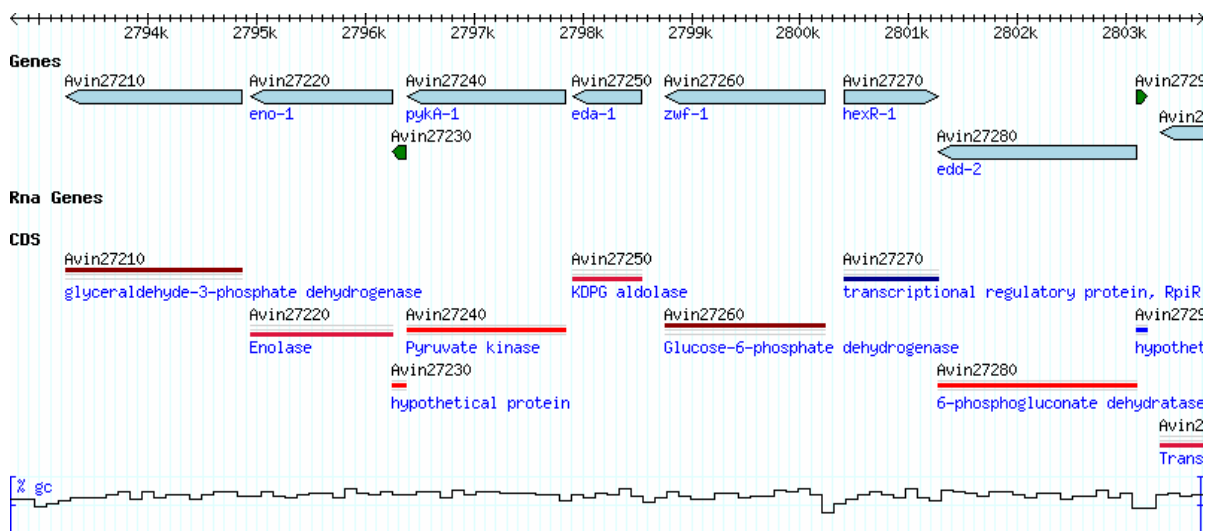 2794k 2795k 2796k 2797k 2798k 2799k 2800k 2801k 2802k 2803k
Genes
Avin27210 Avin27220 Avin27240 Avin27250 Avin27260 Avin27270 Avin729
eno-1 pykA-1 eda-1 zwf-1 hexR-1
Avin2
Avin27230 Avin27280
edd-2
Rna Genes
CDS
Avin27210 Avin27250 Avin27270
glyceraldehyde-3-phosphate dehydrogenase KDPG aldolase transcriptional regulatory protein, RpiR
Avin27220 Avin27240 Avin27260 Avin2729
Enolase Pyruvate kinase Glucose-6-phosphate dehydrogenase hypothet
Avin27230 Avin27280
hypothetical protein 6-phosphogluconate dehydratase
Avin2
Trans
% gc